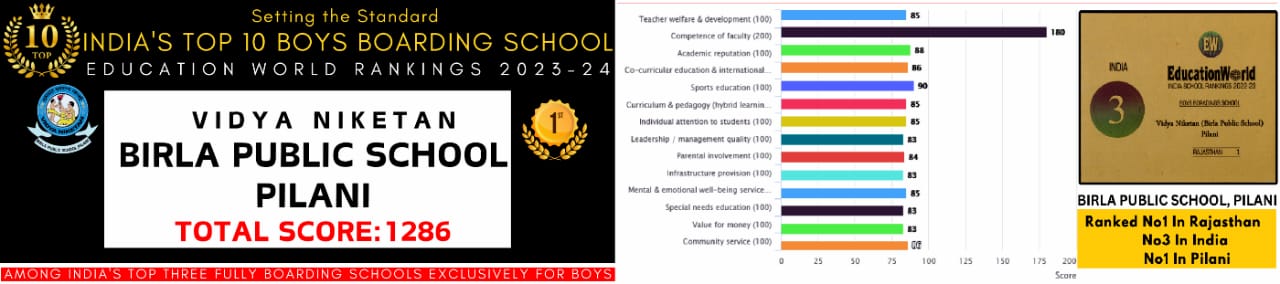 Setting the Standard
10
TOP
INDIA'S TOP 10 BOYS BOARDING SCHOOL
EDUCATION WORLD RANKINGS 2023-24
VIDYA NIKETAN
BIRLA PUBLIC SCHOOL
PILANI
TOTAL SCORE:1286
1st
AMONG INDIA'S TOP THREE FULLY BOARDING SCHOOLS EXCLUSIVELY FOR BOYS
Teacher welfare & development (100) 85
Competence of faculty (200) 180
Academic reputation (100) 88
Co-curricular education & international... 86
Sports education (100) 90
Curriculum & pedagogy (hybrid learnin... 85
Individual attention to students (100) 85
Leadership / management quality (100) 83
Parental involvement (100) 84
Infrastructure provision (100) 83
Mental & emotional well-being service... 85
Special needs education (100) 83
Value for money (100) 83
Community service (100)
0 25 50 75 100 125 150 175 200
Score
EW
INDIA
EducationWorld
INDIA SCHOOL RANKINGS 2022-23
BOYS BOARDING SCHOOL
3
Vidya Niketan (Birla Public School)
Pilani
RAJASTHAN 1
BIRLA PUBLIC SCHOOL, PILANI
Ranked No1 In Rajasthan
No3 In India
No1 In Pilani